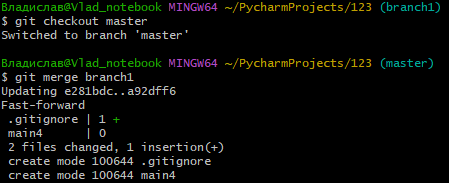 Владислав@Vlad_notebook MINGW64 ~/PycharmProjects/123 (branch1)
$ git checkout master
Switched to branch 'master'
Владислав@Vlad_notebook MINGW64 ~/PycharmProjects/123 (master)
$ git merge branch1
Updating e281bdc..a92dff6
Fast-forward
 .gitignore | 1 +
 main4      | 0
 2 files changed, 1 insertion(+)
 create mode 100644 .gitignore
 create mode 100644 main4